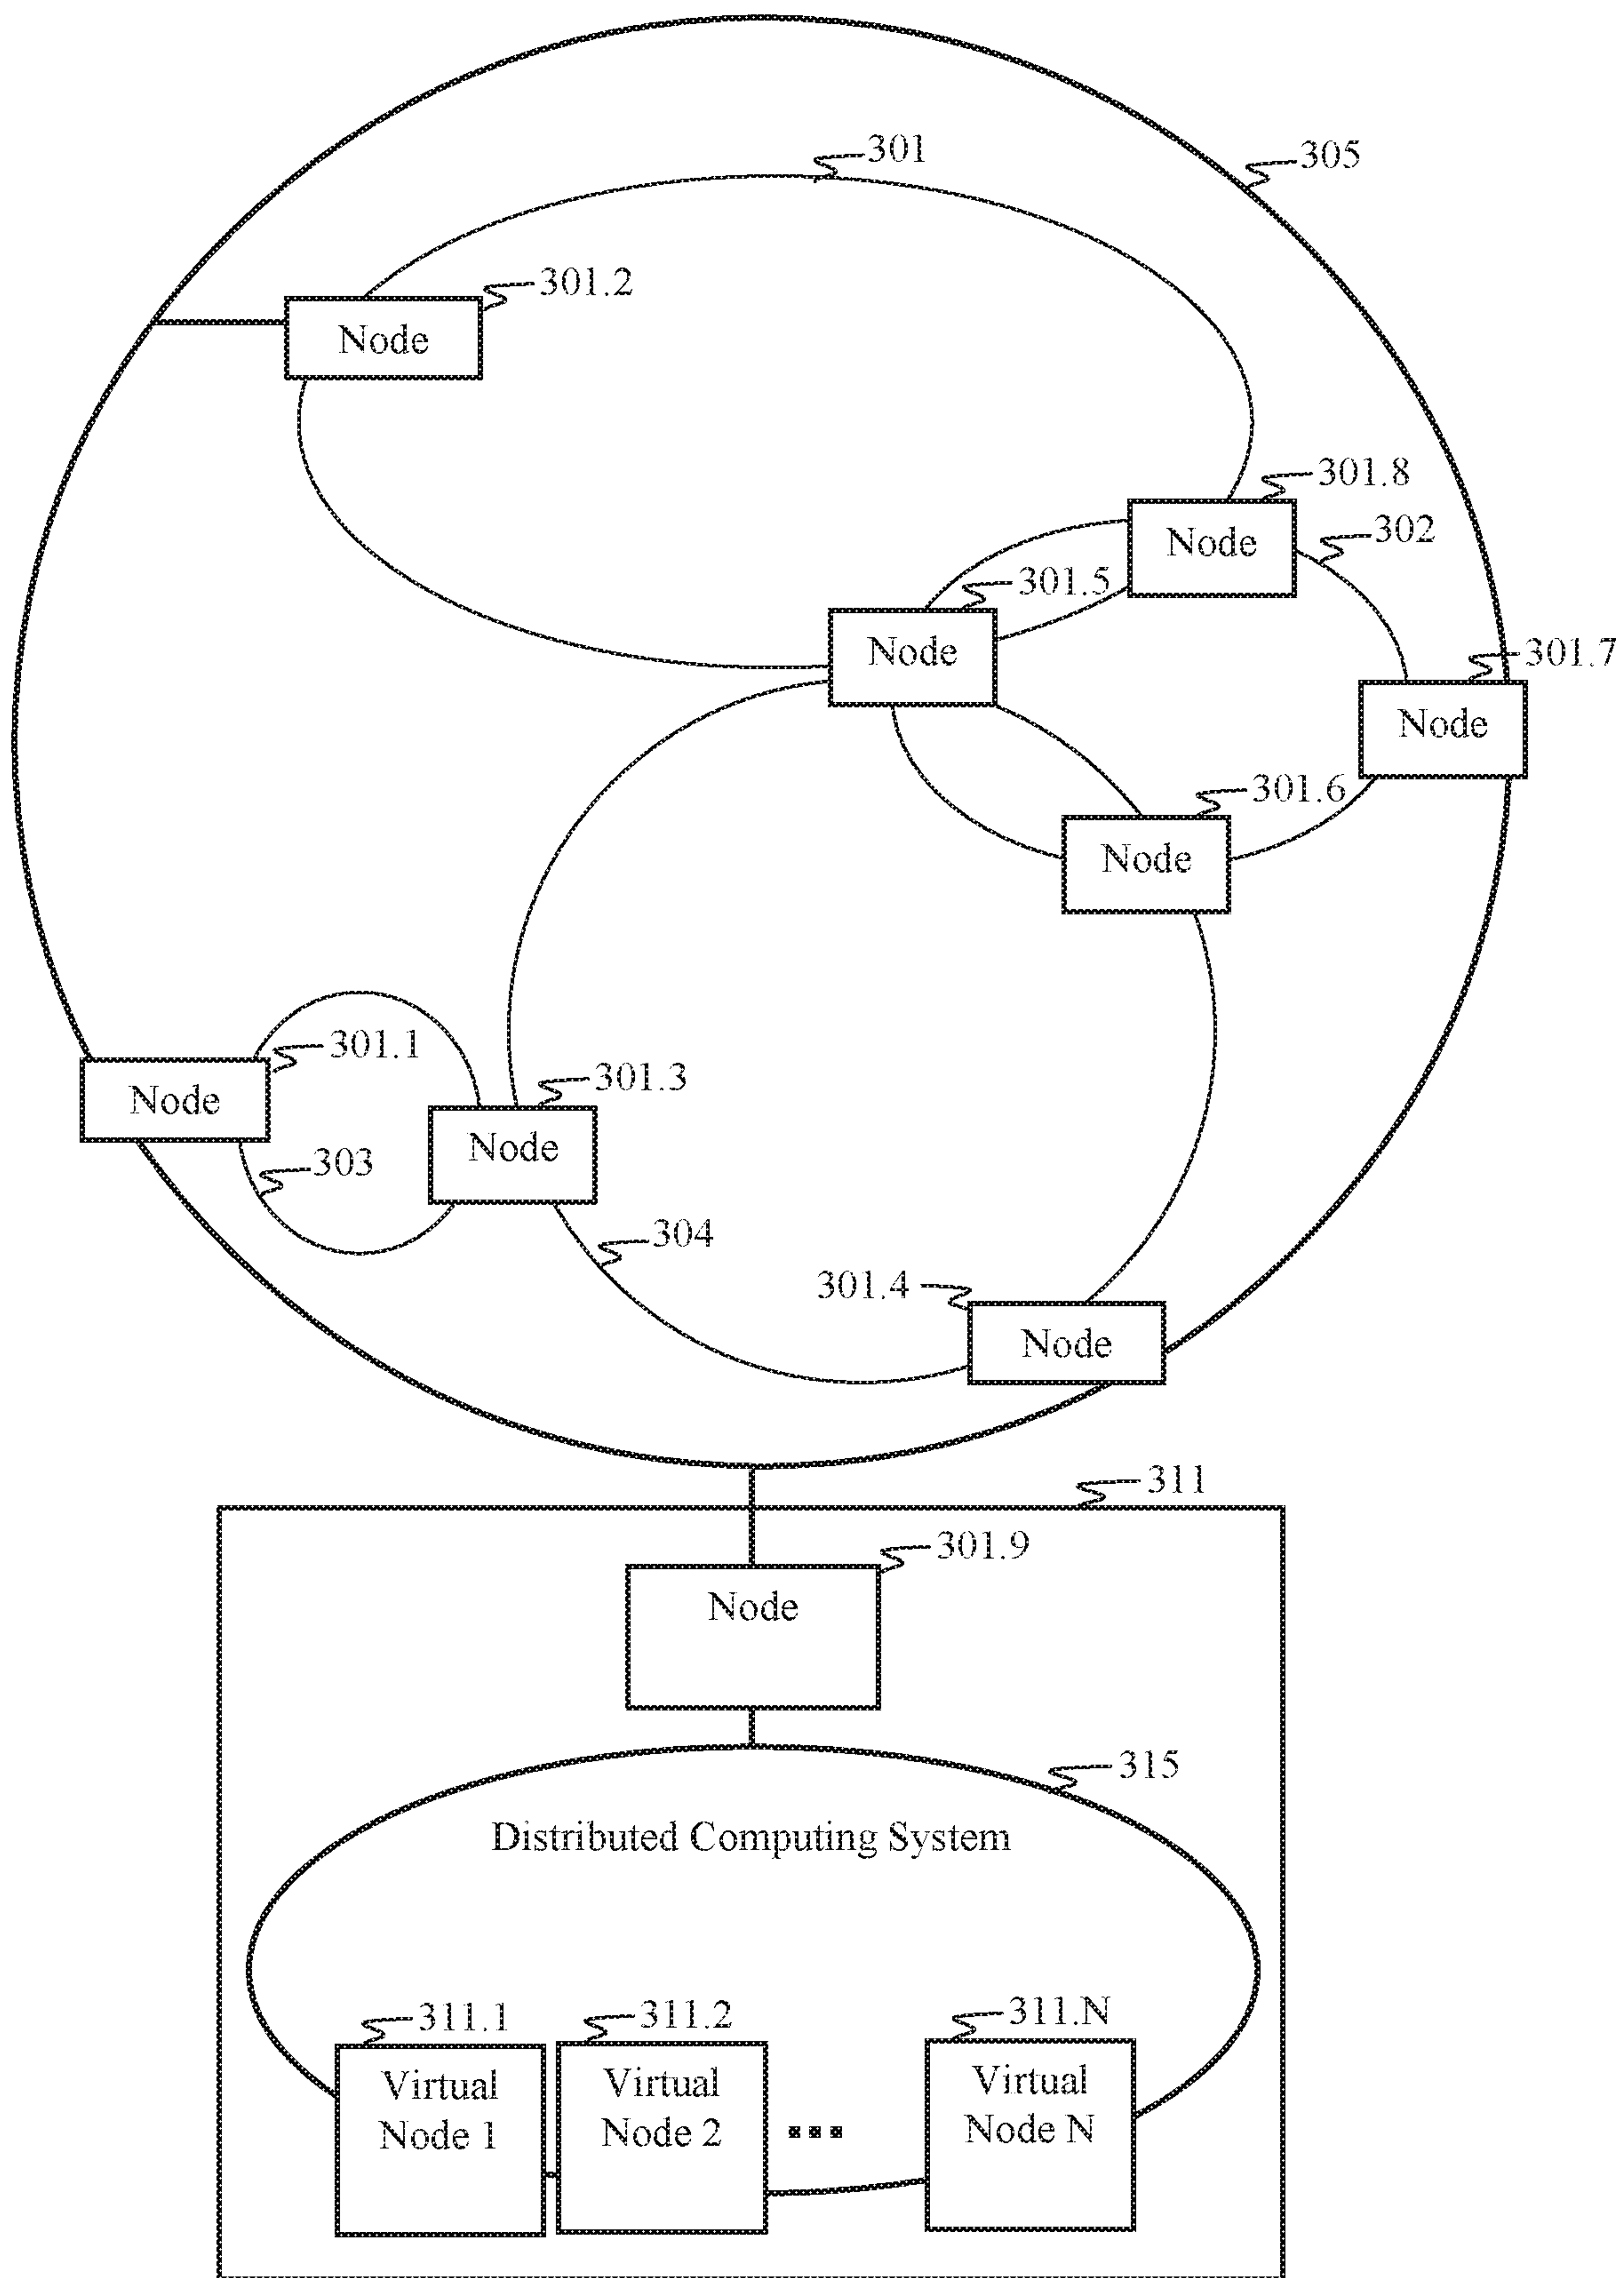 301
305
301.2
Node
301.8
Node
302
301.5
Node
301.7
Node
301.6
Node
301.1
Node
301.3
Node
303
304
301.4
Node
311
301.9
Node
315
Distributed Computing System
311.1
Virtual
Node 1
311.2
Virtual
Node 2
...
311.N
Virtual
Node N